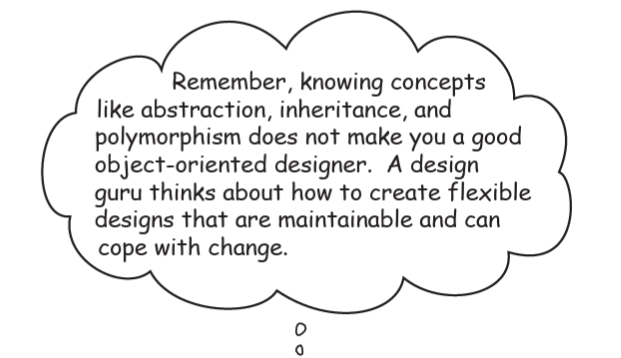 Remember, knowing concepts
like abstraction, inheritance, and
polymorphism does not make you a good
object-oriented designer. A design
guru thinks about how to create flexible
designs that are maintainable and can
cope with change.